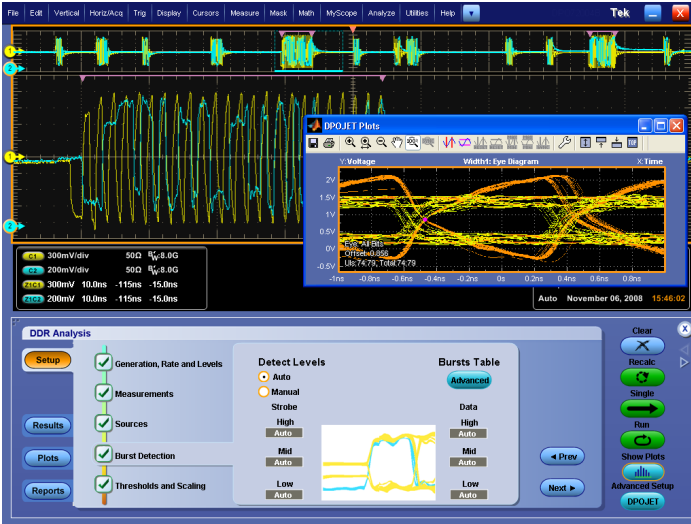 File Edit Vertical Horiz/Acq Trig Display Cursors Measure Mask Math MyScope Analyze Utilities Help Tek X
1
2
1
2
DPOJET Plots
Y:Voltage Width1: Eye Diagram X:Time
2V
1.5V
1V
0.5V
0V
-0.5V
Eye: All Bits
Offset: 0.858
UIs:74.79, Total:74.79
-1ns -0.8ns -0.6ns -0.4ns -0.2ns 0s 0.2ns 0.4ns 0.6ns 0.8ns
C1 300mV/div 50Ω BW:8.0G
C2 200mV/div 50Ω BW:8.0G
Z1C1 300mV 10.0ns -115ns -15.0ns
Z1C2 200mV 10.0ns -115ns -15.0ns
Auto November 06, 2008 15:46:02
DDR Analysis
Setup
Results
Plots
Reports
Generation, Rate and Levels
Measurements
Sources
Burst Detection
Thresholds and Scaling
Detect Levels
Auto
Manual
Strobe
High
Auto
Mid
Auto
Low
Auto
Bursts Table
Advanced
Data
High
Auto
Mid
Auto
Low
Auto
Prev
Next
Clear
Recalc
Single
Run
Show Plots
Advanced Setup
DPOJET